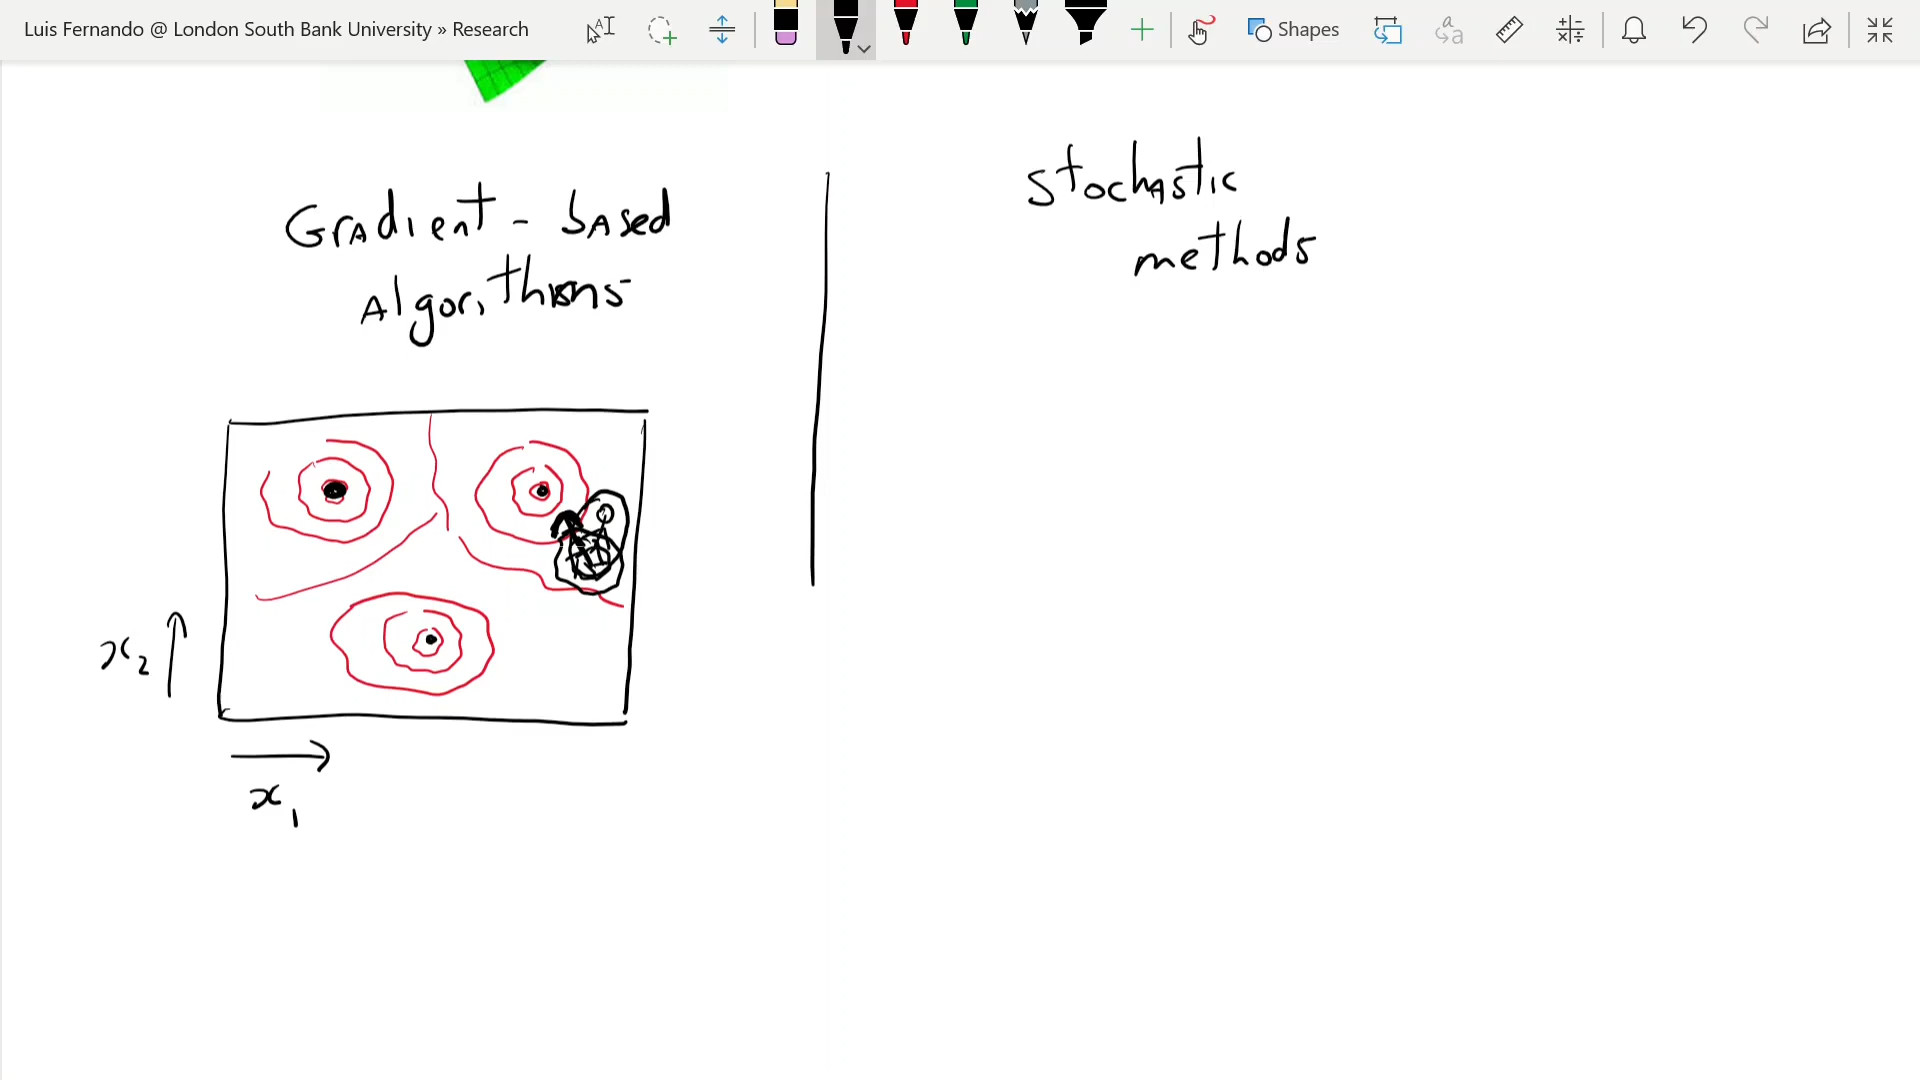 Luis Fernando @ London South Bank University » Research
Shapes
Gradient - based
Algorithms
Stochastic
methods
x2
x1